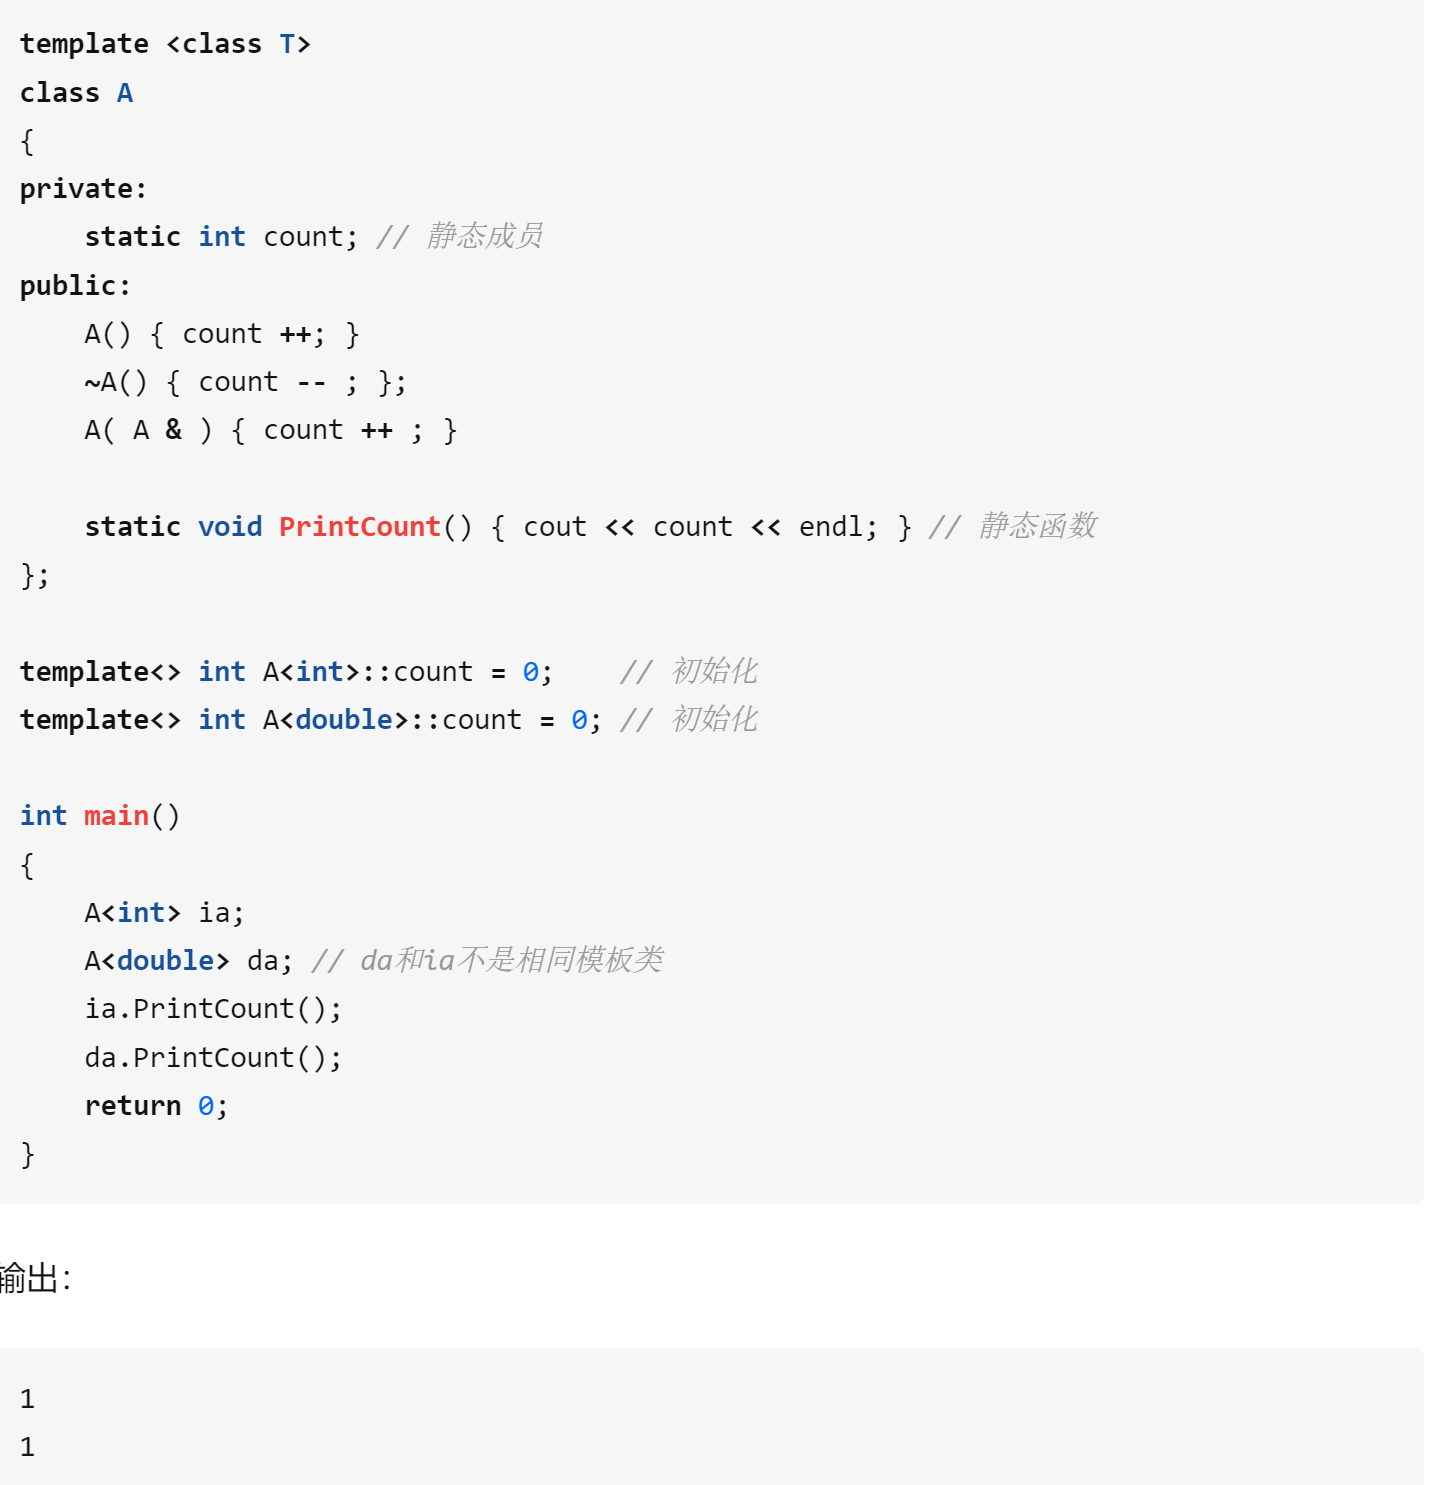 template <class T>
class A
{
private:
    static int count; // 静态成员
public:
    A() { count ++; }
    ~A() { count -- ; };
    A( A & ) { count ++ ; }

    static void PrintCount() { cout << count << endl; } // 静态函数
};

template<> int A<int>::count = 0;    // 初始化
template<> int A<double>::count = 0; // 初始化

int main()
{
    A<int> ia;
    A<double> da; // da和ia不是相同模板类
    ia.PrintCount();
    da.PrintCount();
    return 0;
}
输出：
1
1